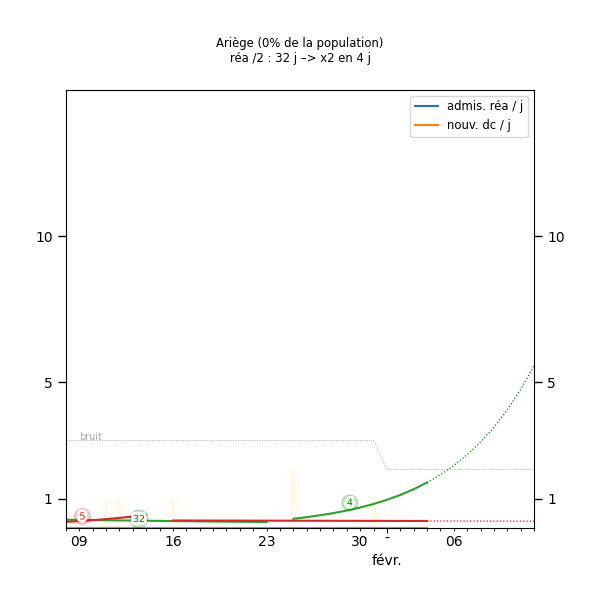 Ariège (0% de la population)
réa /2 : 32 j –> x2 en 4 j
admis. réa / j
nouv. dc / j
10 10
5 5
bruit
1 1
5 32 4
09 16 23 30 - 06
févr.